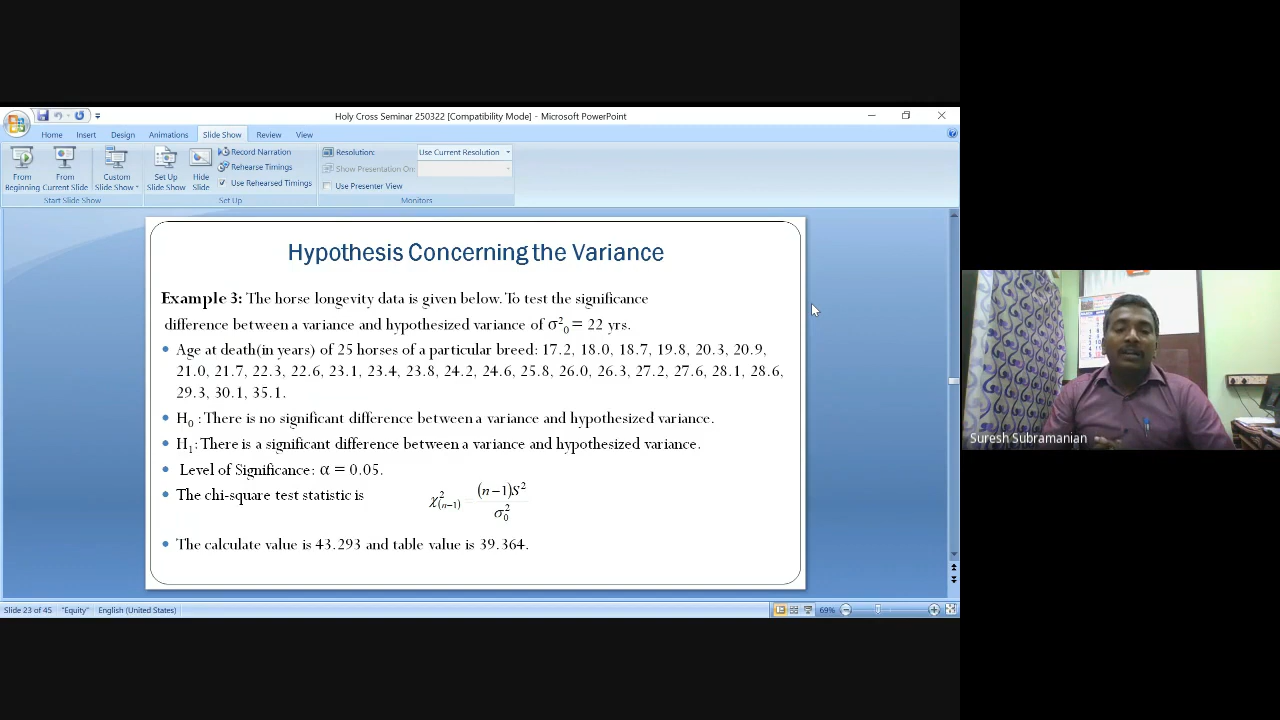 Holy Cross Seminar 250322 [Compatibility Mode] - Microsoft PowerPoint
Home Insert Design Animations Slide Show Review View
From Beginning
From Current Slide
Custom Slide Show
Start Slide Show
Set Up Slide Show
Hide Slide
Record Narration
Rehearse Timings
Use Rehearsed Timings
Set Up
Resolution: Use Current Resolution
Show Presentation On:
Use Presenter View
Monitors
Hypothesis Concerning the Variance
Example 3: The horse longevity data is given below. To test the significance
difference between a variance and hypothesized variance of σ²₀ = 22 yrs.
• Age at death(in years) of 25 horses of a particular breed: 17.2, 18.0, 18.7, 19.8, 20.3, 20.9,
21.0, 21.7, 22.3, 22.6, 23.1, 23.4, 23.8, 24.2, 24.6, 25.8, 26.0, 26.3, 27.2, 27.6, 28.1, 28.6,
29.3, 30.1, 35.1.
• H₀ : There is no significant difference between a variance and hypothesized variance.
• H₁: There is a significant difference between a variance and hypothesized variance.
• Level of Significance: α = 0.05.
• The chi-square test statistic is χ²₍ₙ₋₁₎ = (n−1)S² / σ₀²
• The calculate value is 43.293 and table value is 39.364.
Slide 23 of 45 "Equity" English (United States) 69%
Suresh Subramanian